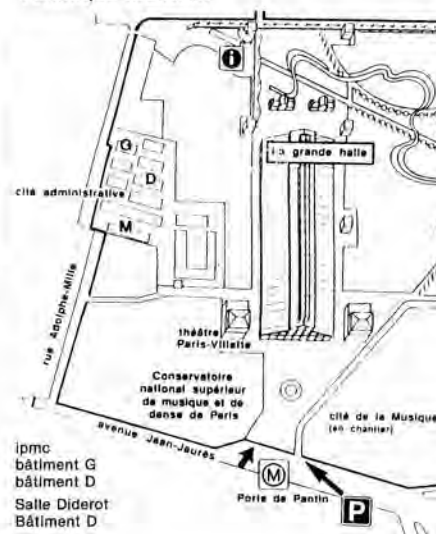 i
la grande halle
G
D
cité administrative
M
rue Adolphe-Mille
théâtre
Paris-Villette
Conservatoire
national supérieur
de musique et de
danse de Paris
cité de la Musique
(en chantier)
avenue Jean-Jaurès
M
Porte de Pantin
P
ipmc
bâtiment G
bâtiment D
Salle Diderot
Bâtiment D